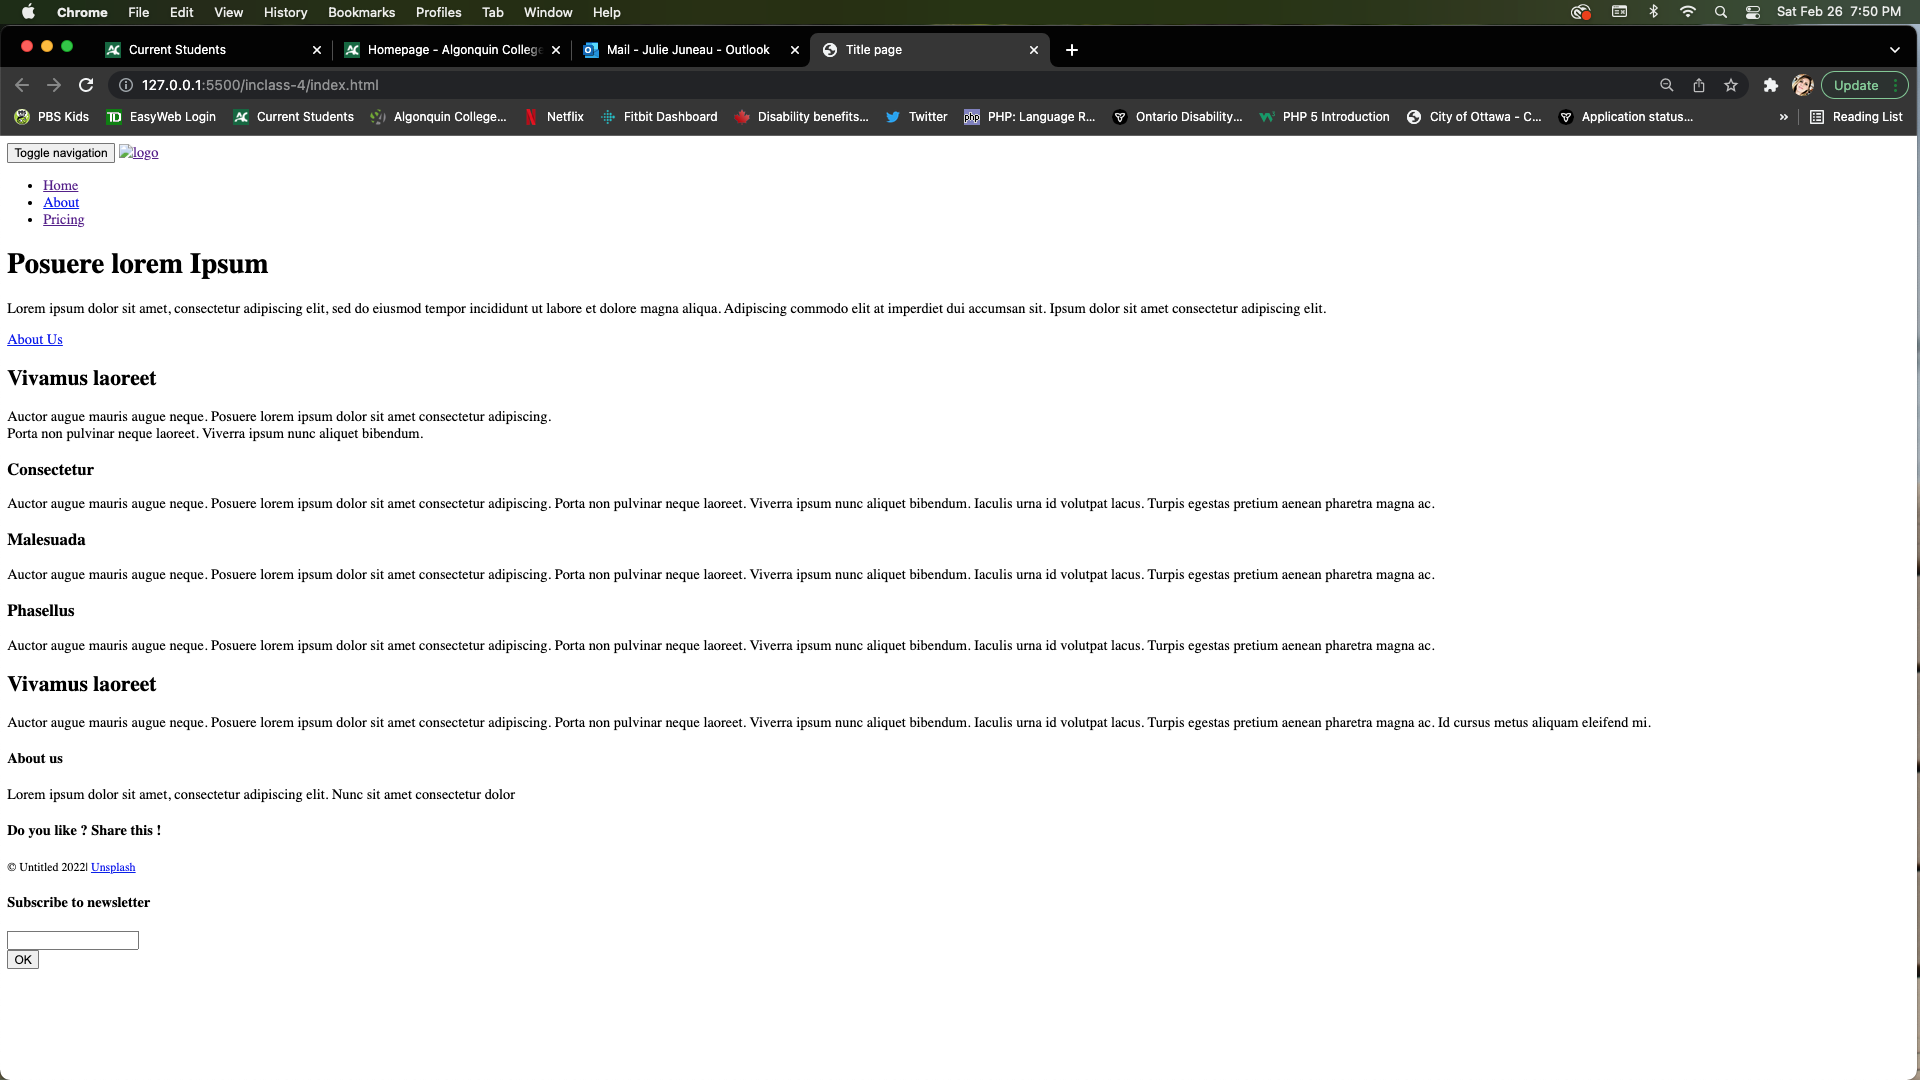 Chrome File Edit View History Bookmarks Profiles Tab Window Help Sat Feb 26 7:50 PM
Current Students Homepage - Algonquin College Mail - Julie Juneau - Outlook Title page
127.0.0.1:5500/inclass-4/index.html Update
PBS Kids EasyWeb Login Current Students Algonquin College... Netflix Fitbit Dashboard Disability benefits... Twitter PHP: Language R... Ontario Disability... PHP 5 Introduction City of Ottawa - C... Application status... » Reading List
Toggle navigation logo
Home
About
Pricing
Posuere lorem Ipsum
Lorem ipsum dolor sit amet, consectetur adipiscing elit, sed do eiusmod tempor incididunt ut labore et dolore magna aliqua. Adipiscing commodo elit at imperdiet dui accumsan sit. Ipsum dolor sit amet consectetur adipiscing elit.
About Us
Vivamus laoreet
Auctor augue mauris augue neque. Posuere lorem ipsum dolor sit amet consectetur adipiscing.
Porta non pulvinar neque laoreet. Viverra ipsum nunc aliquet bibendum.
Consectetur
Auctor augue mauris augue neque. Posuere lorem ipsum dolor sit amet consectetur adipiscing. Porta non pulvinar neque laoreet. Viverra ipsum nunc aliquet bibendum. Iaculis urna id volutpat lacus. Turpis egestas pretium aenean pharetra magna ac.
Malesuada
Auctor augue mauris augue neque. Posuere lorem ipsum dolor sit amet consectetur adipiscing. Porta non pulvinar neque laoreet. Viverra ipsum nunc aliquet bibendum. Iaculis urna id volutpat lacus. Turpis egestas pretium aenean pharetra magna ac.
Phasellus
Auctor augue mauris augue neque. Posuere lorem ipsum dolor sit amet consectetur adipiscing. Porta non pulvinar neque laoreet. Viverra ipsum nunc aliquet bibendum. Iaculis urna id volutpat lacus. Turpis egestas pretium aenean pharetra magna ac.
Vivamus laoreet
Auctor augue mauris augue neque. Posuere lorem ipsum dolor sit amet consectetur adipiscing. Porta non pulvinar neque laoreet. Viverra ipsum nunc aliquet bibendum. Iaculis urna id volutpat lacus. Turpis egestas pretium aenean pharetra magna ac. Id cursus metus aliquam eleifend mi.
About us
Lorem ipsum dolor sit amet, consectetur adipiscing elit. Nunc sit amet consectetur dolor
Do you like ? Share this !
© Untitled 2022| Unsplash
Subscribe to newsletter
OK